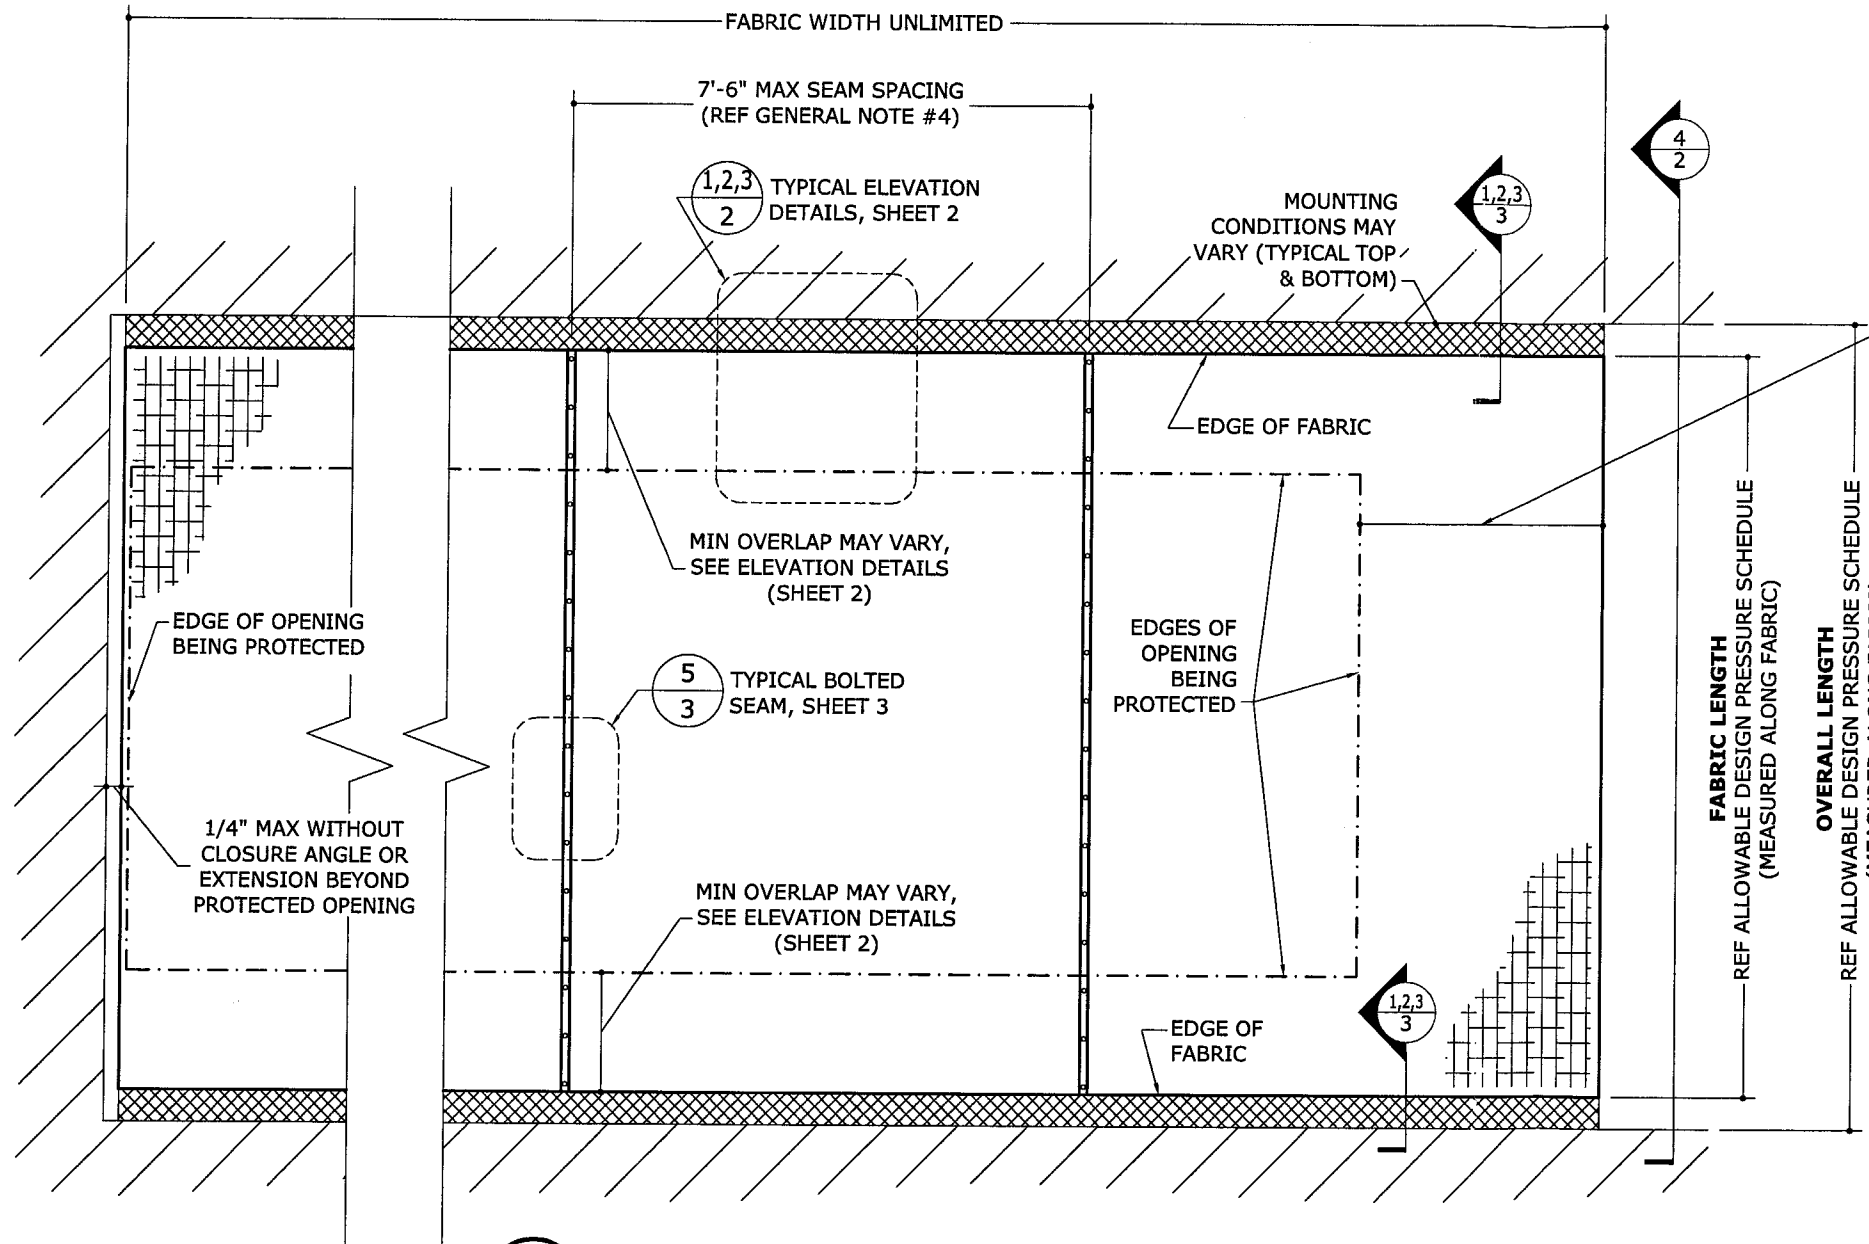 FABRIC WIDTH UNLIMITED
7'-6" MAX SEAM SPACING
(REF GENERAL NOTE #4)
4
2
1,2,3
2
TYPICAL ELEVATION
DETAILS, SHEET 2
MOUNTING
CONDITIONS MAY
VARY (TYPICAL TOP
& BOTTOM)
1,2,3
3
EDGE OF FABRIC
MIN OVERLAP MAY VARY,
SEE ELEVATION DETAILS
(SHEET 2)
EDGE OF OPENING
BEING PROTECTED
5
3
TYPICAL BOLTED
SEAM, SHEET 3
EDGES OF
OPENING
BEING
PROTECTED
FABRIC LENGTH
REF ALLOWABLE DESIGN PRESSURE SCHEDULE
(MEASURED ALONG FABRIC)
OVERALL LENGTH
REF ALLOWABLE DESIGN PRESSURE SCHEDULE
1/4" MAX WITHOUT
CLOSURE ANGLE OR
EXTENSION BEYOND
PROTECTED OPENING
MIN OVERLAP MAY VARY,
SEE ELEVATION DETAILS
(SHEET 2)
1,2,3
3
EDGE OF
FABRIC